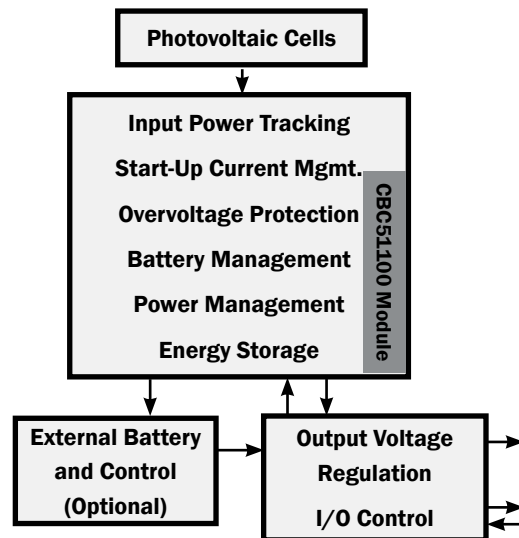 Photovoltaic Cells
Input Power Tracking
Start-Up Current Mgmt.
Overvoltage Protection
Battery Management
Power Management
Energy Storage
CBC51100 Module
External Battery
and Control
(Optional)
Output Voltage
Regulation
I/O Control